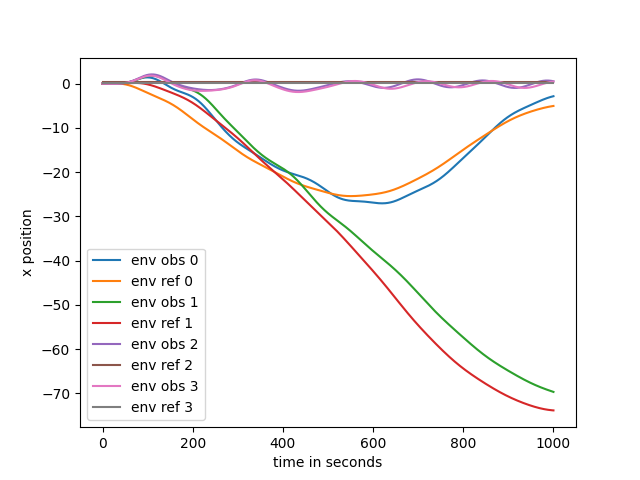 0
−10
−20
−30
−40
−50
−60
−70
x position
env obs 0
env ref 0
env obs 1
env ref 1
env obs 2
env ref 2
env obs 3
env ref 3
0 200 400 600 800 1000
time in seconds